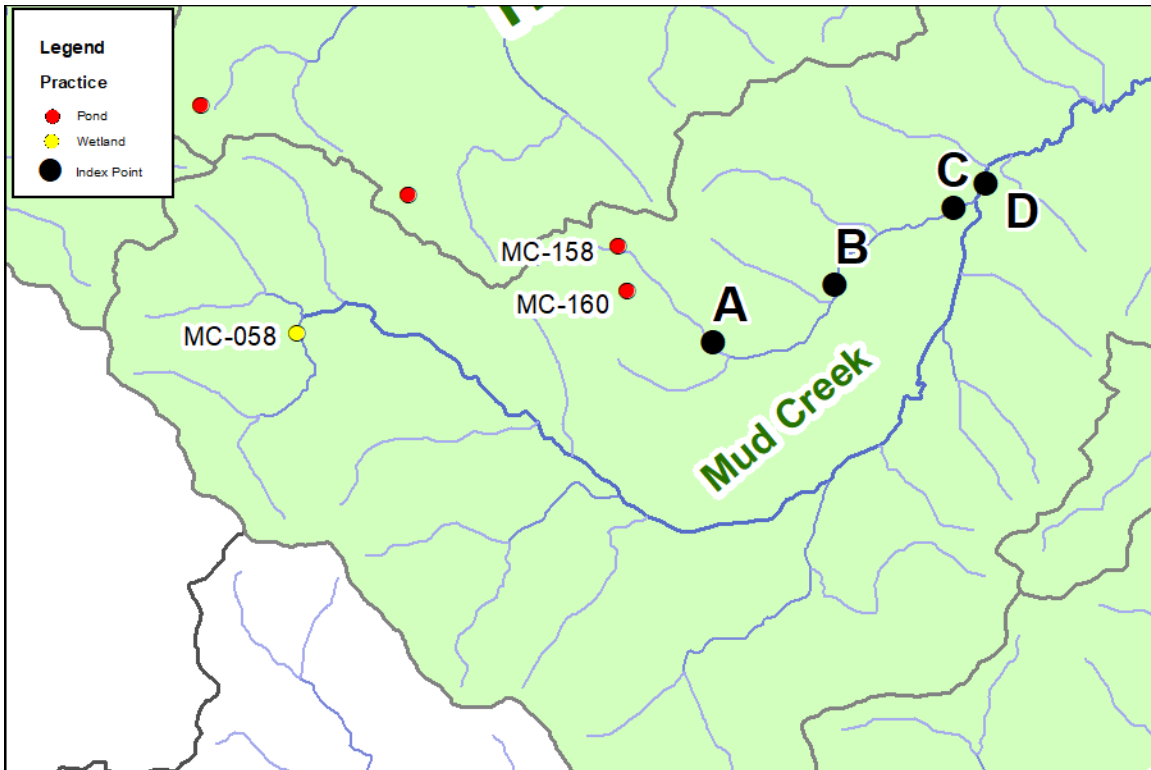 Legend
Practice
Pond
Wetland
Index Point
MC-158
MC-160
MC-058
A
B
C
D
Mud Creek